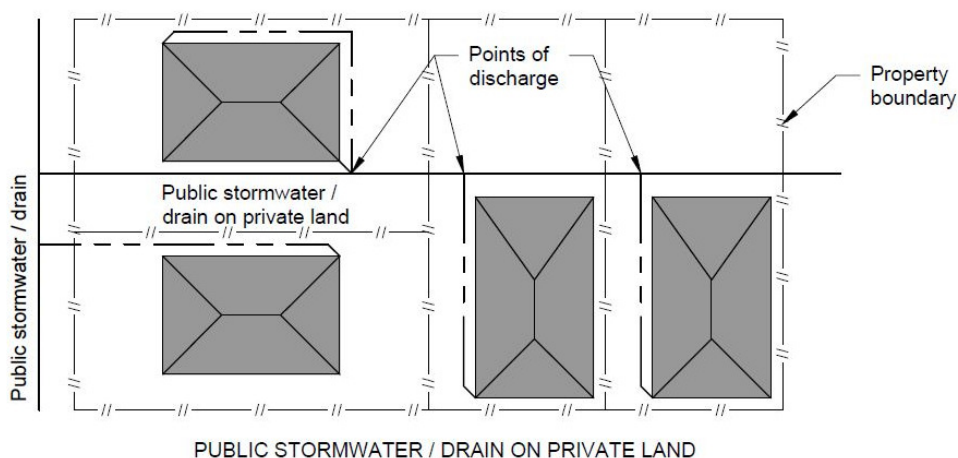 Points of
discharge
Property
boundary
Public stormwater /
drain on private land
Public stormwater / drain
PUBLIC STORMWATER / DRAIN ON PRIVATE LAND